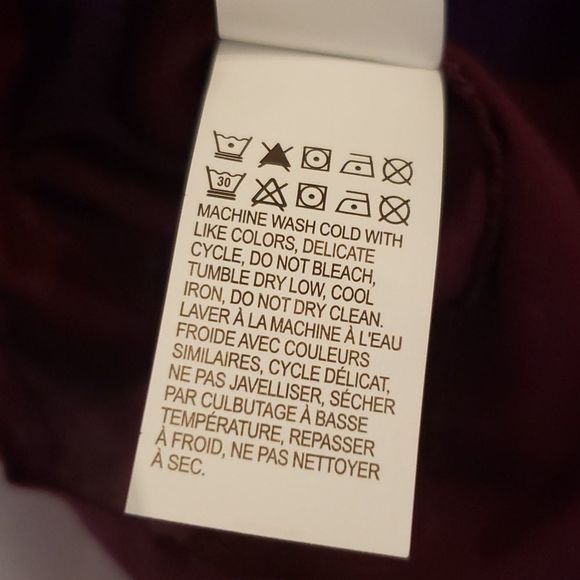 30
MACHINE WASH COLD WITH
LIKE COLORS, DELICATE
CYCLE, DO NOT BLEACH,
TUMBLE DRY LOW, COOL
IRON, DO NOT DRY CLEAN.
LAVER À LA MACHINE À L'EAU
FROIDE AVEC COULEURS
SIMILAIRES, CYCLE DÉLICAT,
NE PAS JAVELLISER, SÉCHER
PAR CULBUTAGE À BASSE
TEMPÉRATURE, REPASSER
À FROID, NE PAS NETTOYER
À SEC.